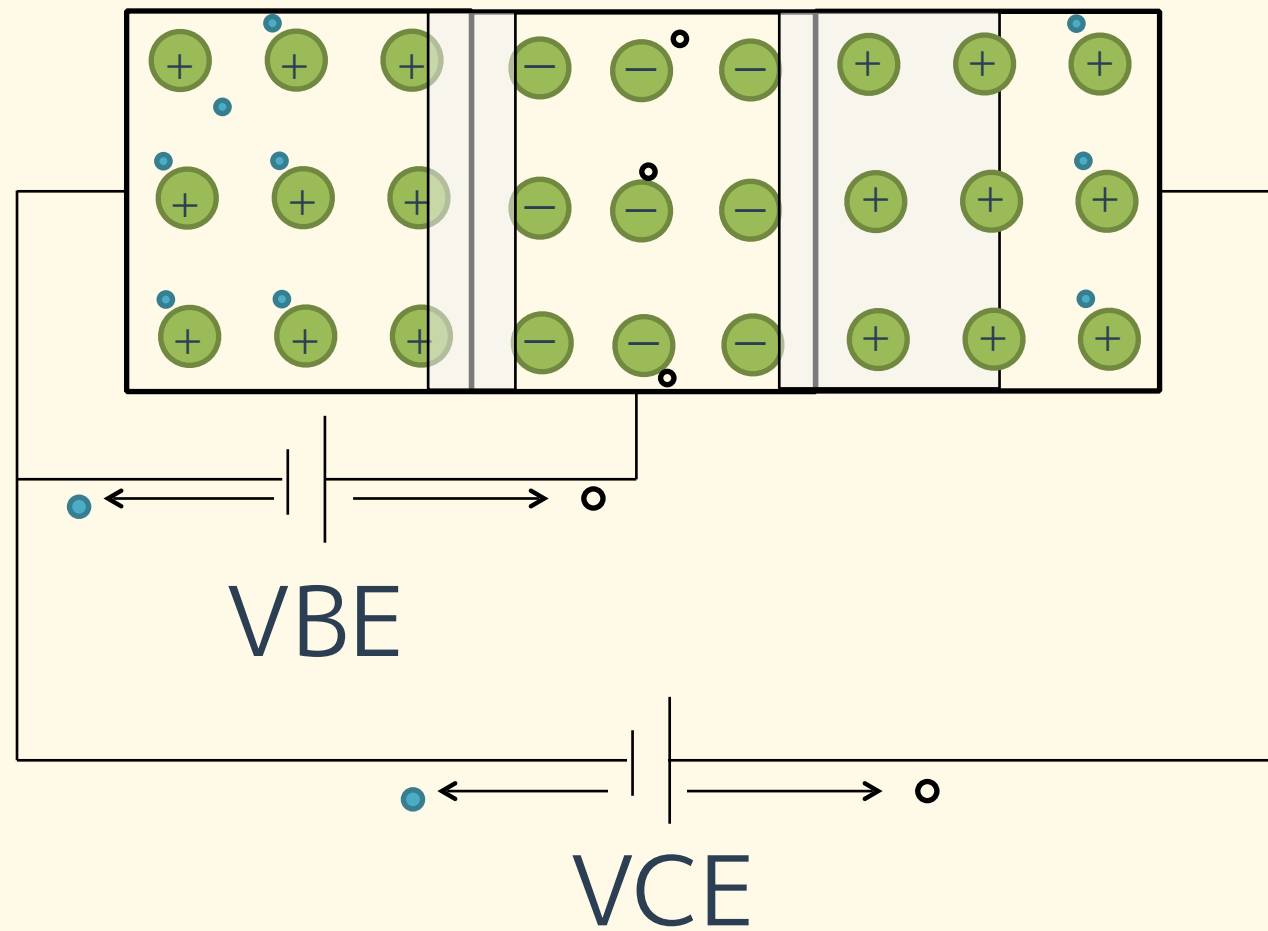 + + + − − − + + +
+ + + − − − + + +
+ + + − − − + + +
VBE
VCE